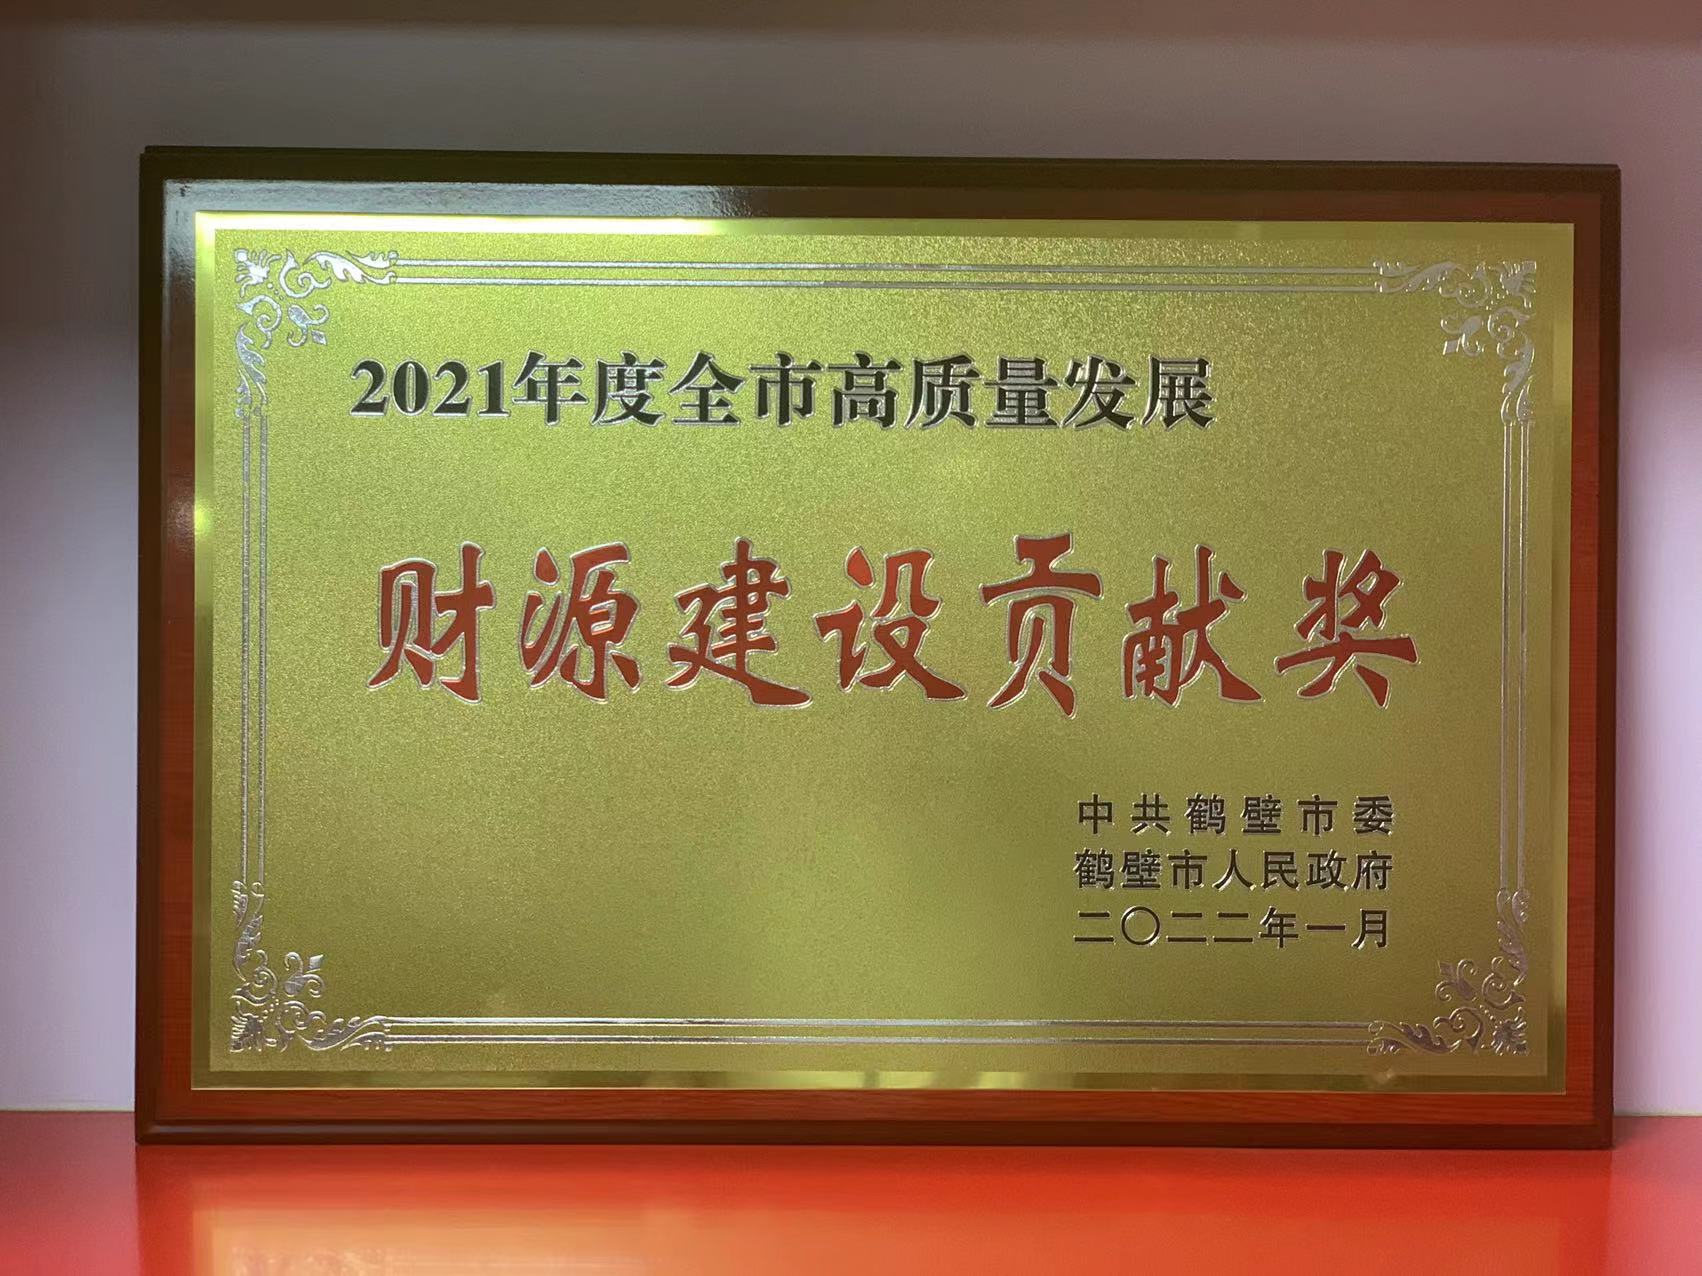 2021年度全市高质量发展
财源建设贡献奖
中共鹤壁市委
鹤壁市人民政府
二〇二二年一月